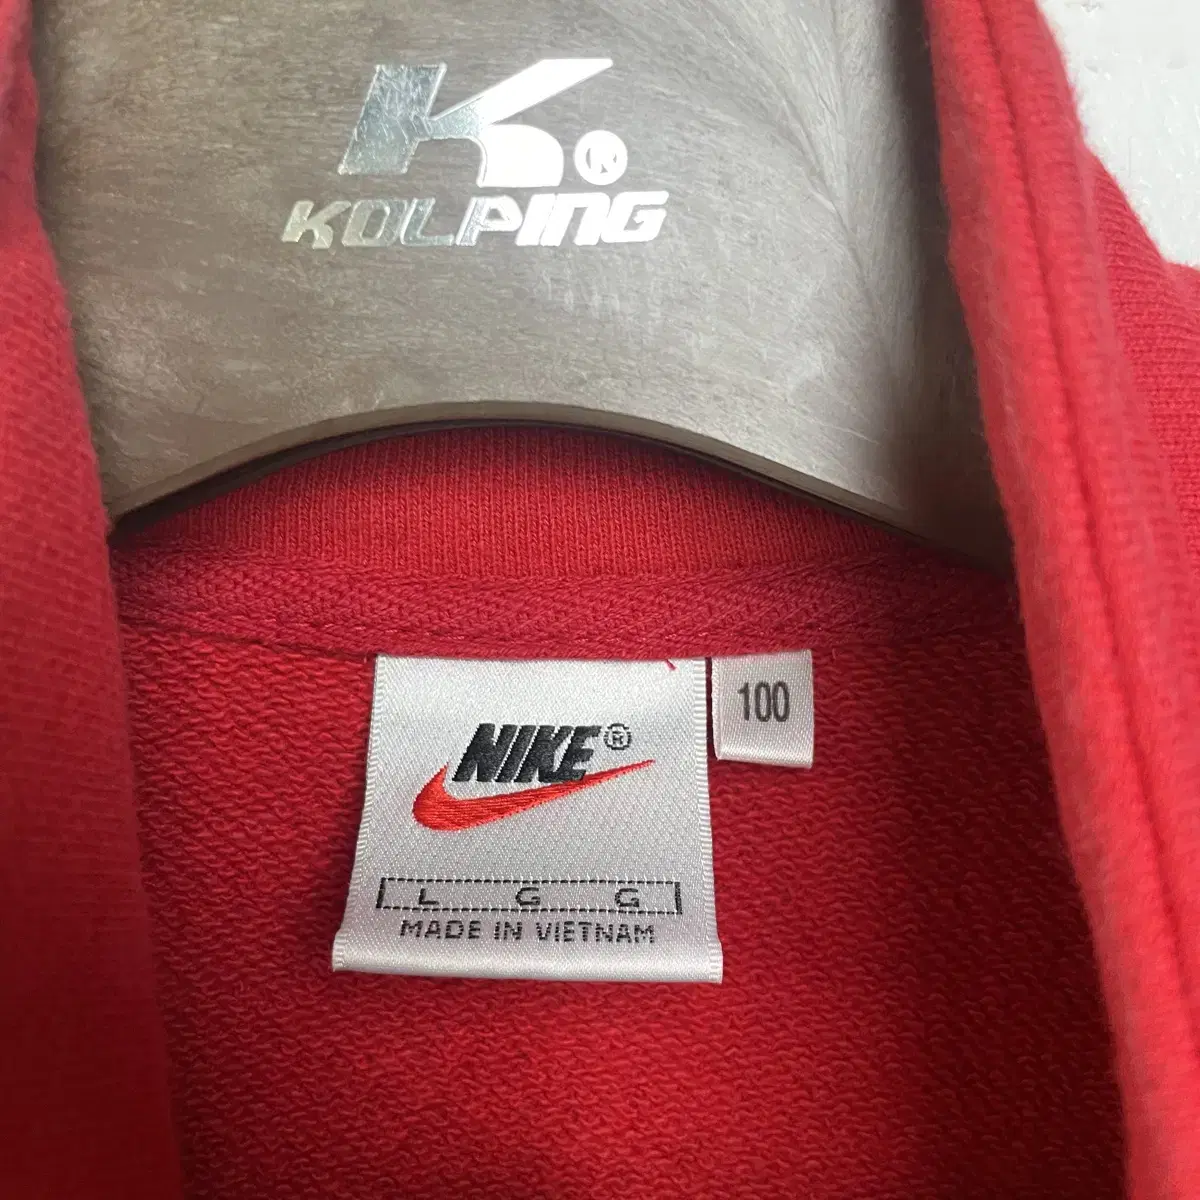 K®
KOLPING
NIKE®
100
L G G
MADE IN VIETNAM